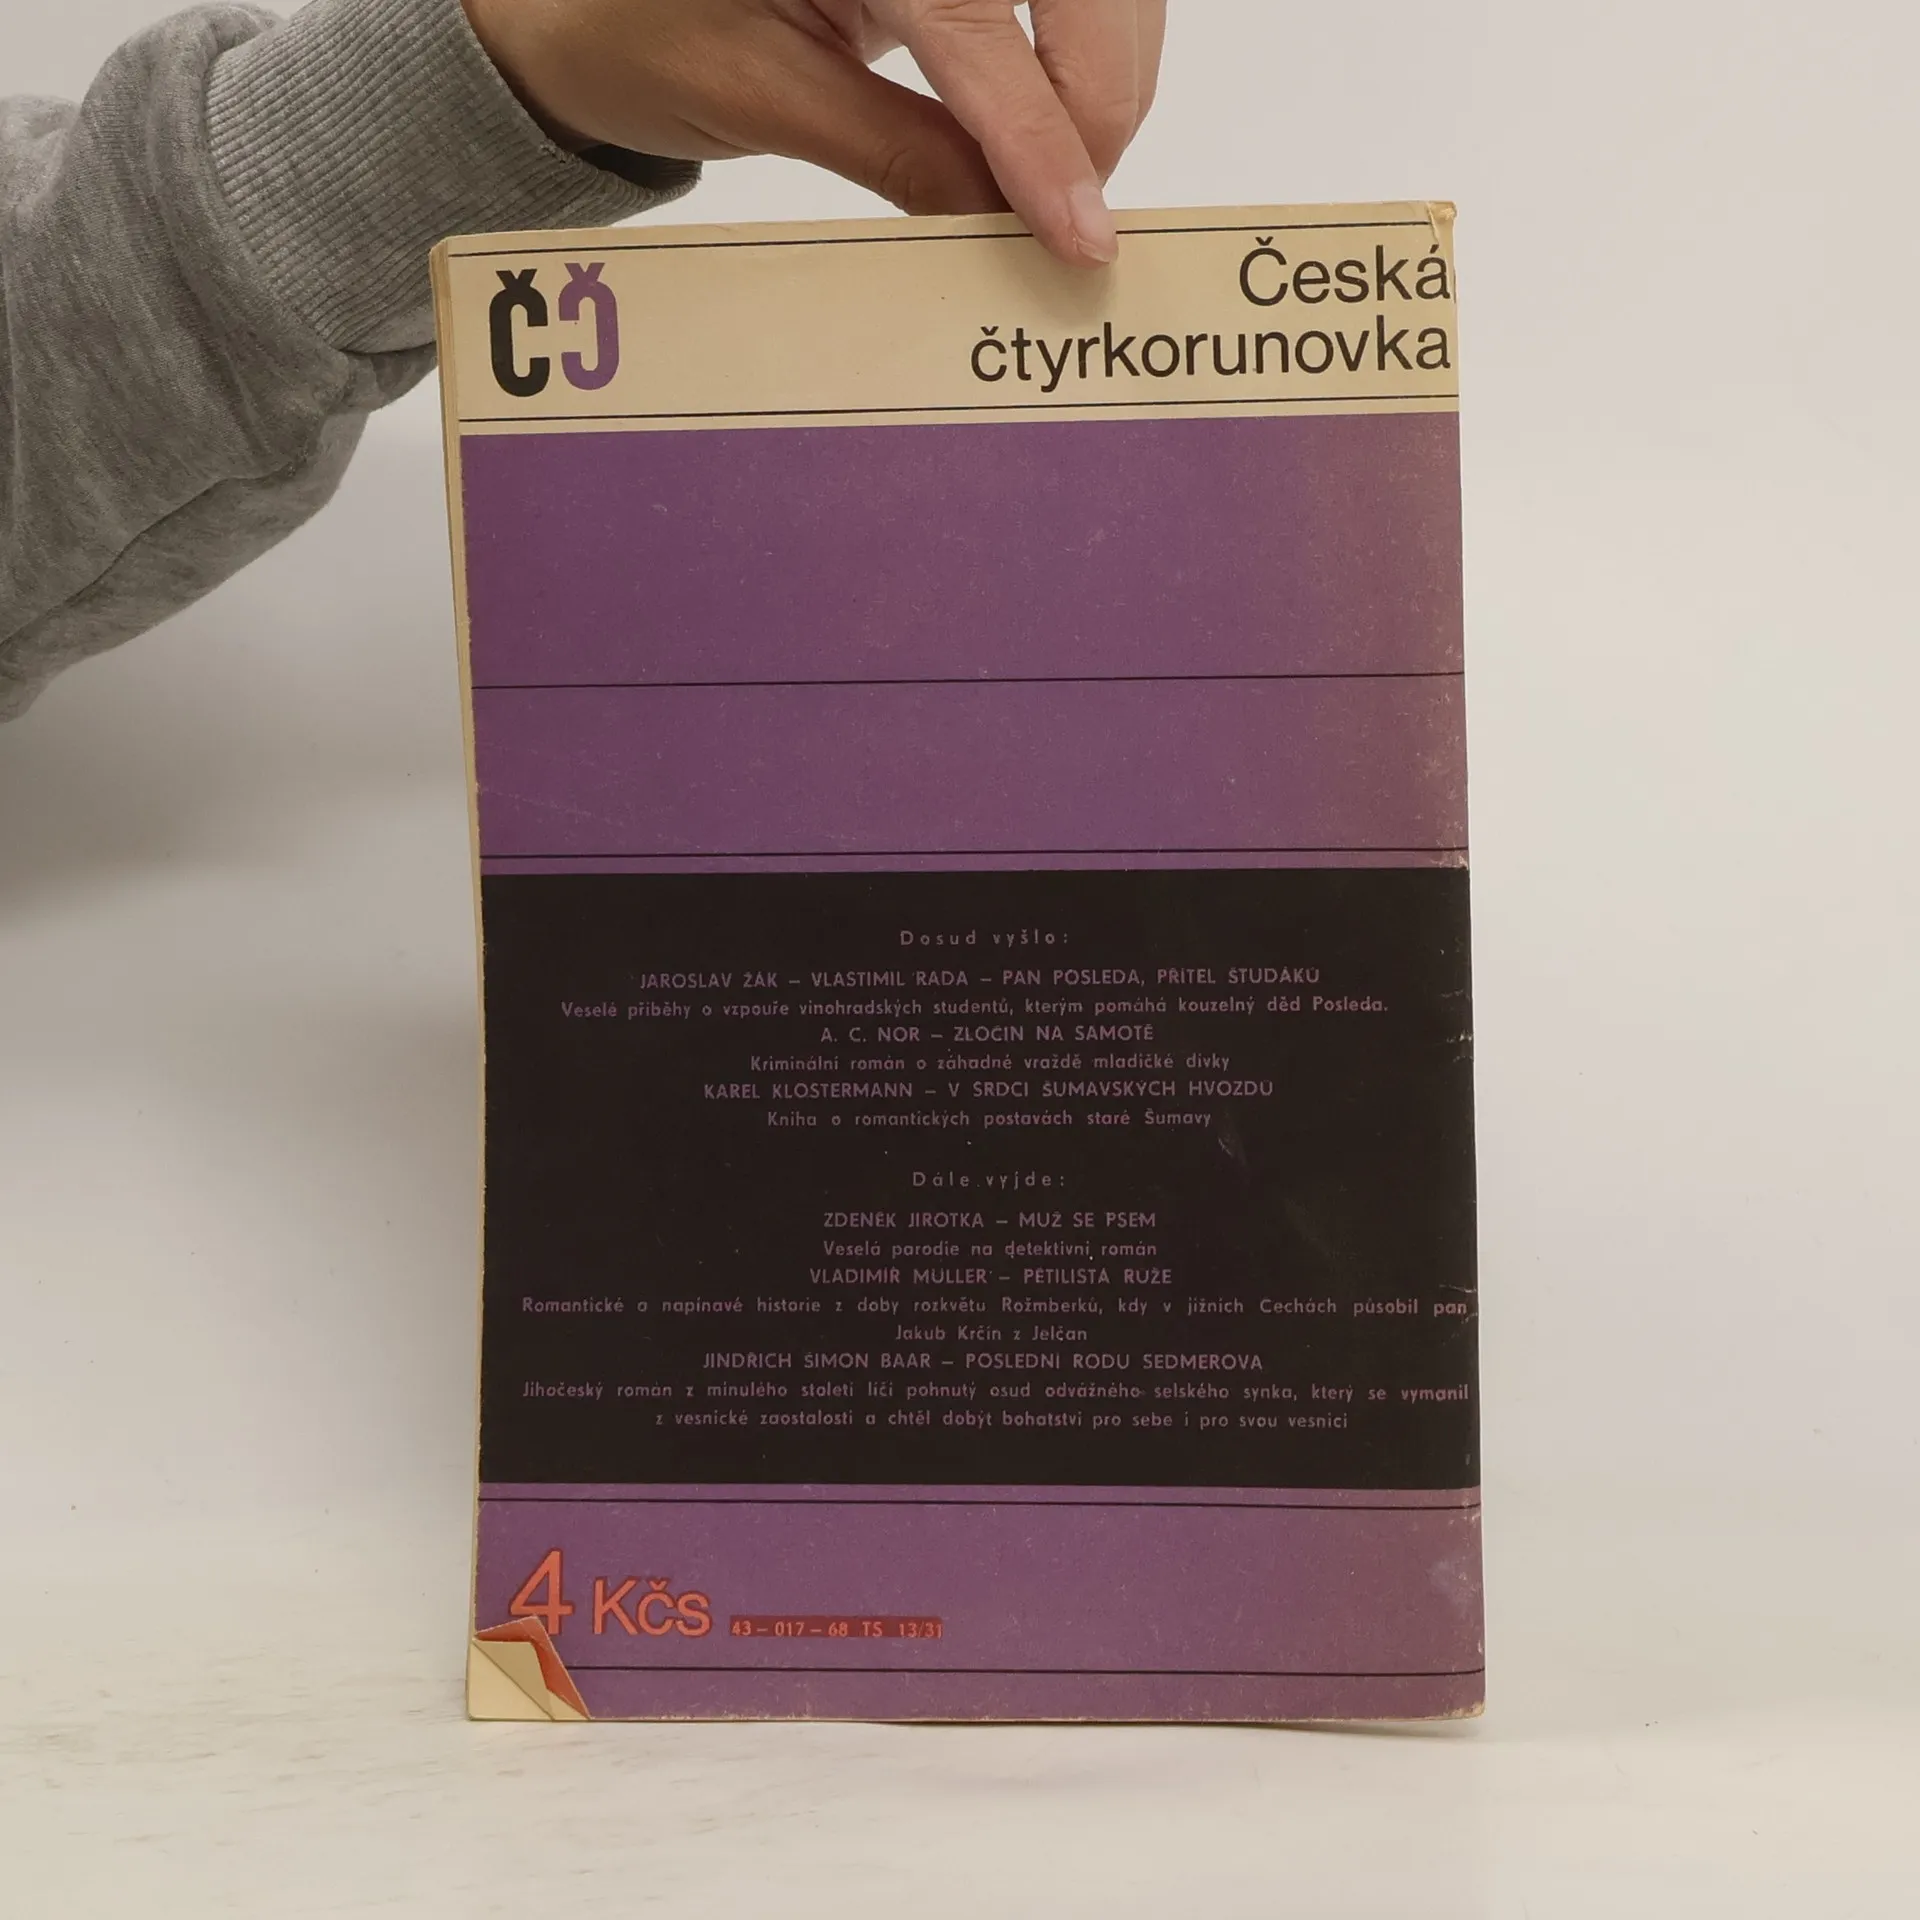 ČČ
Česká
čtyrkorunovka
Dosud vyšlo:
JAROSLAV ŽÁK – VLASTIMIL RADA – PAN POSLEDA, PŘÍTEL ŠTUDÁKŮ
Veselé příběhy o vzpouře vinohradských studentů, kterým pomáhá kouzelný děd Posleda.
A. C. NOR – ZLOČIN NA SAMOTĚ
Kriminální román o záhadné vraždě mladičké dívky
KAREL KLOSTERMANN – V SRDCI ŠUMAVSKÝCH HVOZDŮ
Kniha o romantických postavách staré Šumavy
Dále vyjde:
ZDENĚK JIROTKA – MUŽ SE PSEM
Veselá parodie na detektivní román
VLADIMÍR MÜLLER – PĚTILISTÁ RŮŽE
Romantické a napínavé historie z doby rozkvětu Rožmberků, kdy v jižních Čechách působil pan
Jakub Krčín z Jelčan
JINDŘICH ŠIMON BAAR – POSLEDNÍ RODU SEDMEROVA
Jihočeský román z minulého století líčí pohnutý osud odvážného selského synka, který se vymanil
z vesnické zaostalosti a chtěl dobýt bohatství pro sebe i pro svou vesnici
4 Kčs 43–017–68 TS 13/31